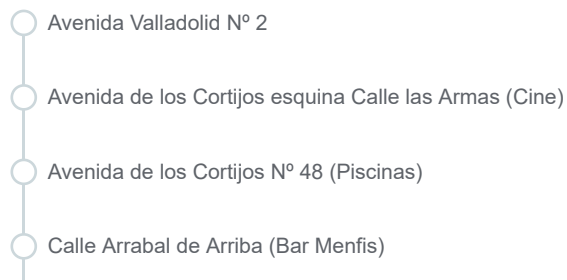 Avenida Valladolid Nº 2
Avenida de los Cortijos esquina Calle las Armas (Cine)
Avenida de los Cortijos Nº 48 (Piscinas)
Calle Arrabal de Arriba (Bar Menfis)